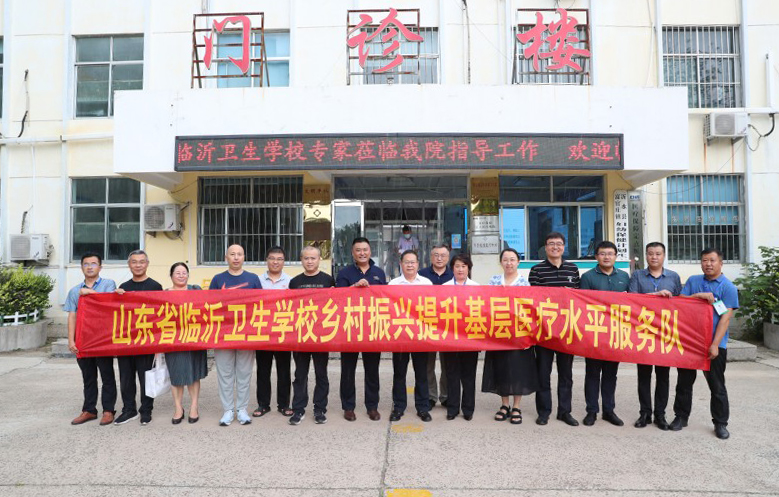 门诊楼
临沂卫生学校专家莅临我院指导工作 欢迎
山东省临沂卫生学校乡村振兴提升基层医疗水平服务队